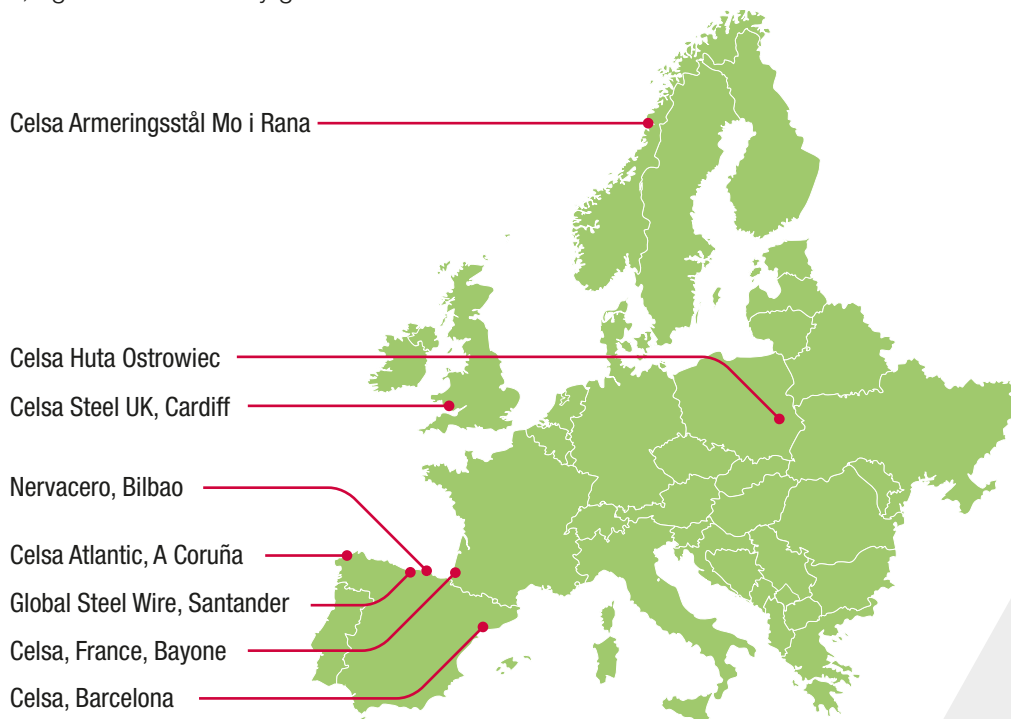 Celsa Armeringsstål Mo i Rana
Celsa Huta Ostrowiec
Celsa Steel UK, Cardiff
Nervacero, Bilbao
Celsa Atlantic, A Coruña
Global Steel Wire, Santander
Celsa, France, Bayone
Celsa, Barcelona